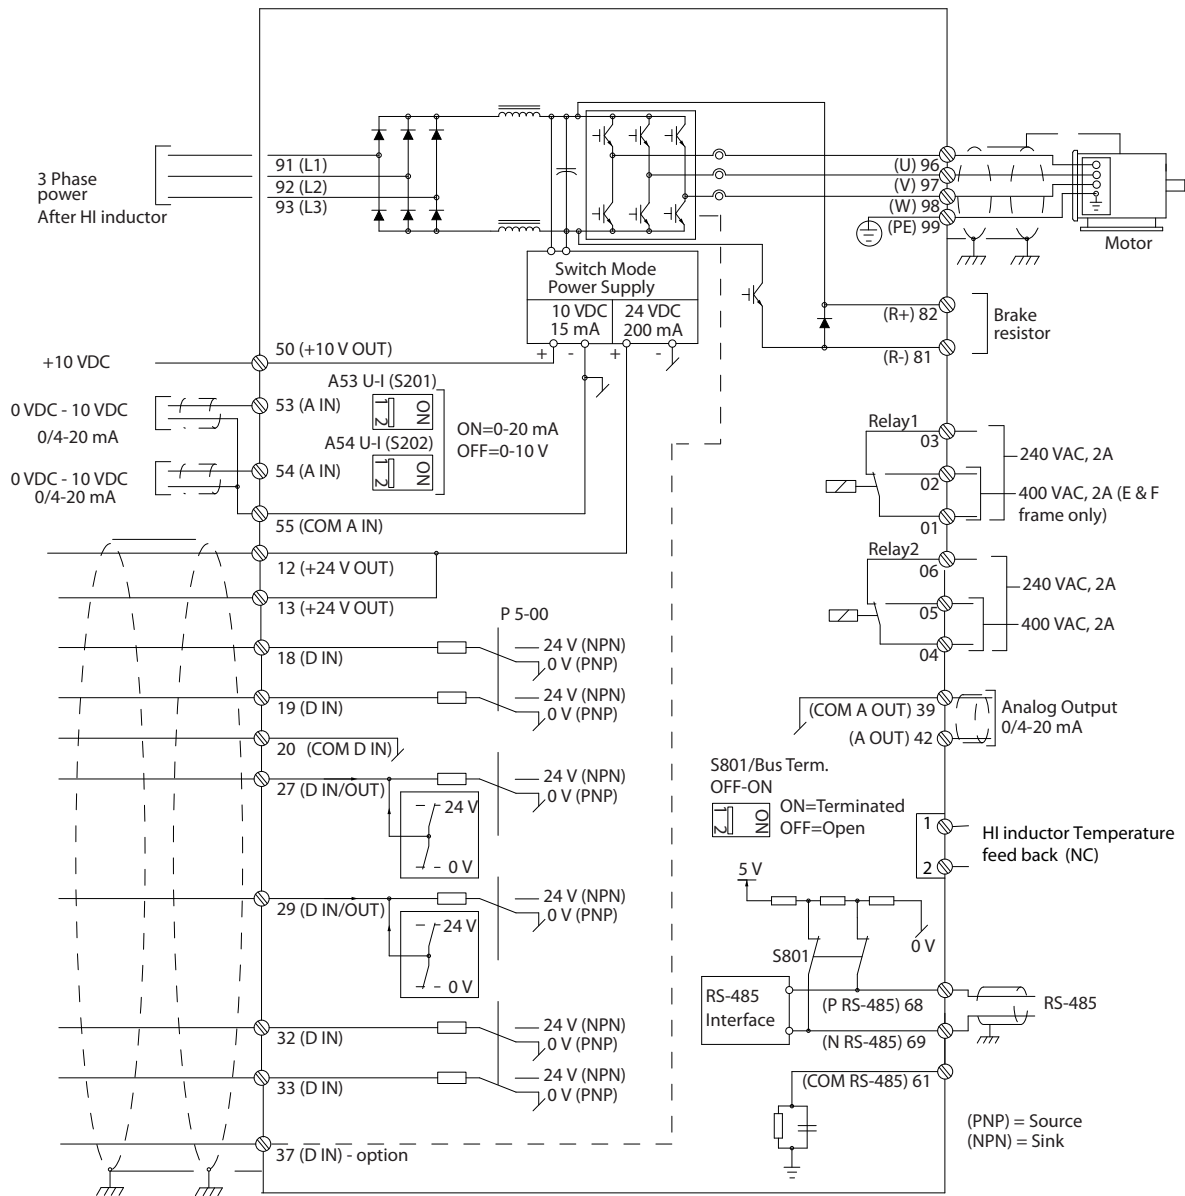 3 Phase
power
After HI inductor
91 (L1)
92 (L2)
93 (L3)
(U) 96
(V) 97
(W) 98
(PE) 99
Motor
Switch Mode
Power Supply
10 VDC
15 mA
24 VDC
200 mA
+ - + -
(R+) 82
(R-) 81
Brake
resistor
+10 VDC
50 (+10 V OUT)
0 VDC - 10 VDC
0/4-20 mA
53 (A IN)
A53 U-I (S201)
1 2
ON
A54 U-I (S202)
1 2
ON
ON=0-20 mA
OFF=0-10 V
0 VDC - 10 VDC
0/4-20 mA
54 (A IN)
55 (COM A IN)
12 (+24 V OUT)
13 (+24 V OUT)
P 5-00
18 (D IN)
24 V (NPN)
0 V (PNP)
19 (D IN)
24 V (NPN)
0 V (PNP)
20 (COM D IN)
27 (D IN/OUT)
24 V (NPN)
0 V (PNP)
24 V
0 V
29 (D IN/OUT)
24 V (NPN)
0 V (PNP)
24 V
0 V
32 (D IN)
24 V (NPN)
0 V (PNP)
33 (D IN)
24 V (NPN)
0 V (PNP)
37 (D IN) - option
Relay1
03
02
01
240 VAC, 2A
400 VAC, 2A (E & F
frame only)
Relay2
06
05
04
240 VAC, 2A
400 VAC, 2A
(COM A OUT) 39
(A OUT) 42
Analog Output
0/4-20 mA
S801/Bus Term.
OFF-ON
1 2
ON
ON=Terminated
OFF=Open
1
2
HI inductor Temperature
feed back (NC)
5 V
0 V
S801
RS-485
Interface
(P RS-485) 68
(N RS-485) 69
RS-485
(COM RS-485) 61
(PNP) = Source
(NPN) = Sink